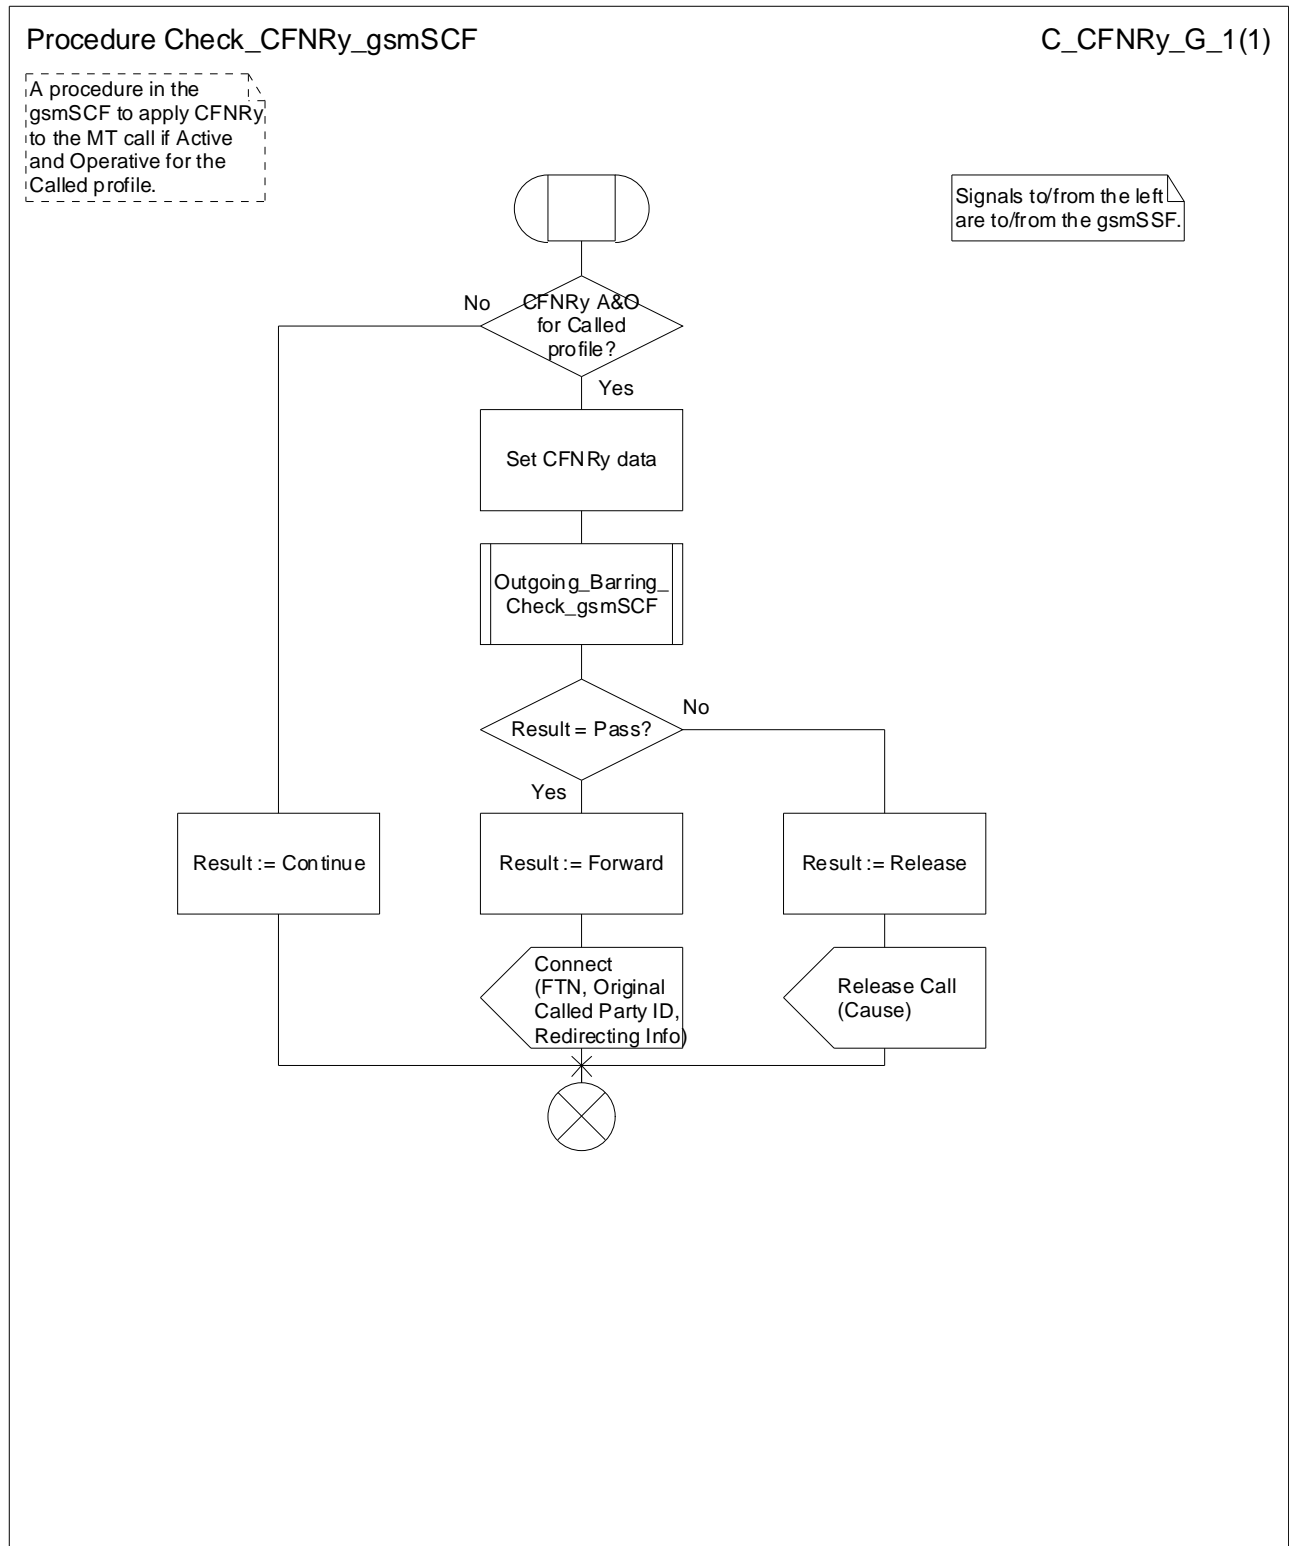 Procedure Check_CFNRy_gsmSCF
C_CFNRy_G_1(1)
A procedure in the
gsmSCF to apply CFNRy
to the MT call if Active
and Operative for the
Called profile.
Signals to/from the left
are to/from the gsmSSF.
No
CFNRy A&O
for Called
profile?
Yes
Set CFNRy data
Outgoing_Barring_
Check_gsmSCF
No
Result = Pass?
Yes
Result := Continue
Result := Forward
Result := Release
Connect
(FTN, Original
Called Party ID,
Redirecting Info)
Release Call
(Cause)